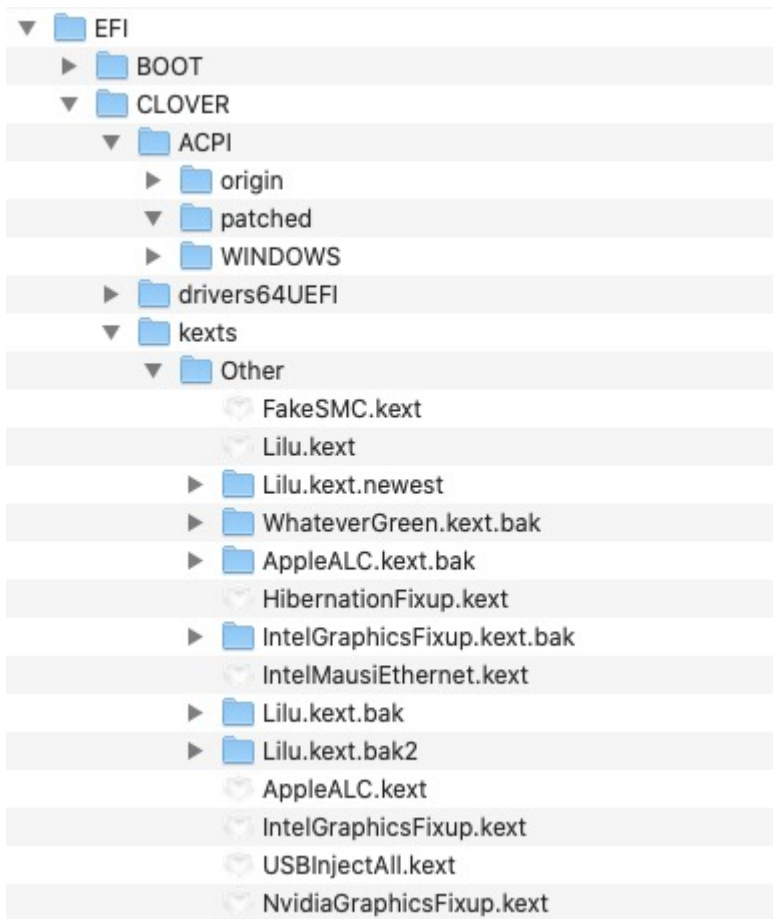 EFI
BOOT
CLOVER
ACPI
origin
patched
WINDOWS
drivers64UEFI
kexts
Other
FakeSMC.kext
Lilu.kext
Lilu.kext.newest
WhateverGreen.kext.bak
AppleALC.kext.bak
HibernationFixup.kext
IntelGraphicsFixup.kext.bak
IntelMausiEthernet.kext
Lilu.kext.bak
Lilu.kext.bak2
AppleALC.kext
IntelGraphicsFixup.kext
USBInjectAll.kext
NvidiaGraphicsFixup.kext